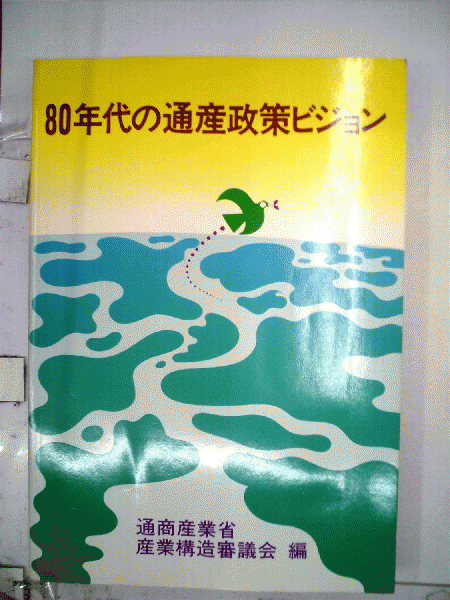 80年代の通産政策ビジョン
通商産業省
産業構造審議会 編